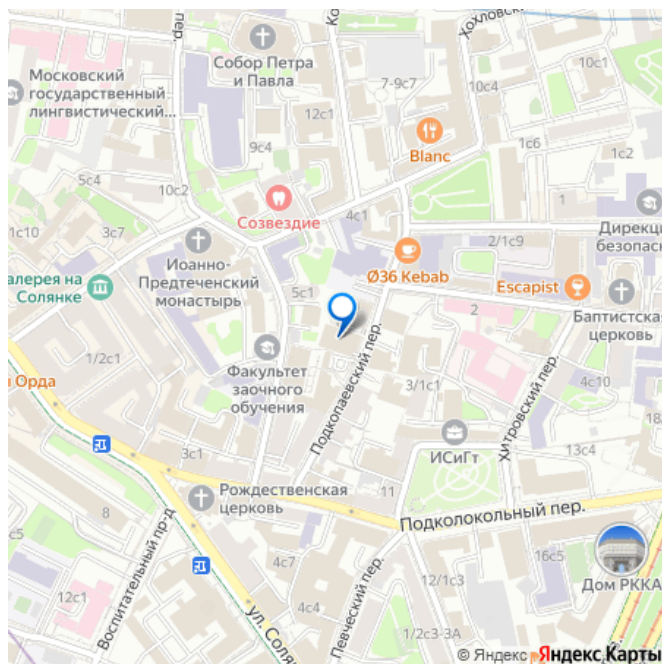 пер.
Хохловск
Собор Петра
и Павла
7-9с7
10с1
Московский
государственный
лингвистический...
12с1
10с4
9с4
Blanc
1с6
1с2
5с4
10с2
4с1
Созвездие
1с10
3с7
Дирекц
безопасн
2/1с9
Иоанно-
Предтеченский
монастырь
Ø36 Kebab
алерея на
Солянке
5с1
Escapist
Баптистская
церковь
2
1/2с1
Факультет
заочного
обучения
Подкопаевский пер.
Хитровский пер.
Орда
3/1с1
4с10
ИСиГт
13с4
18/
3с1
Рождественская
церковь
11
Подколокольный пер.
8
Воспитательный пр-д
16с5
Дом РККА
4с7
Певческий пер.
12/1с3
12с1
4с4
ул. Соля
1/2с3-3А
© Яндекс Яндекс Карты